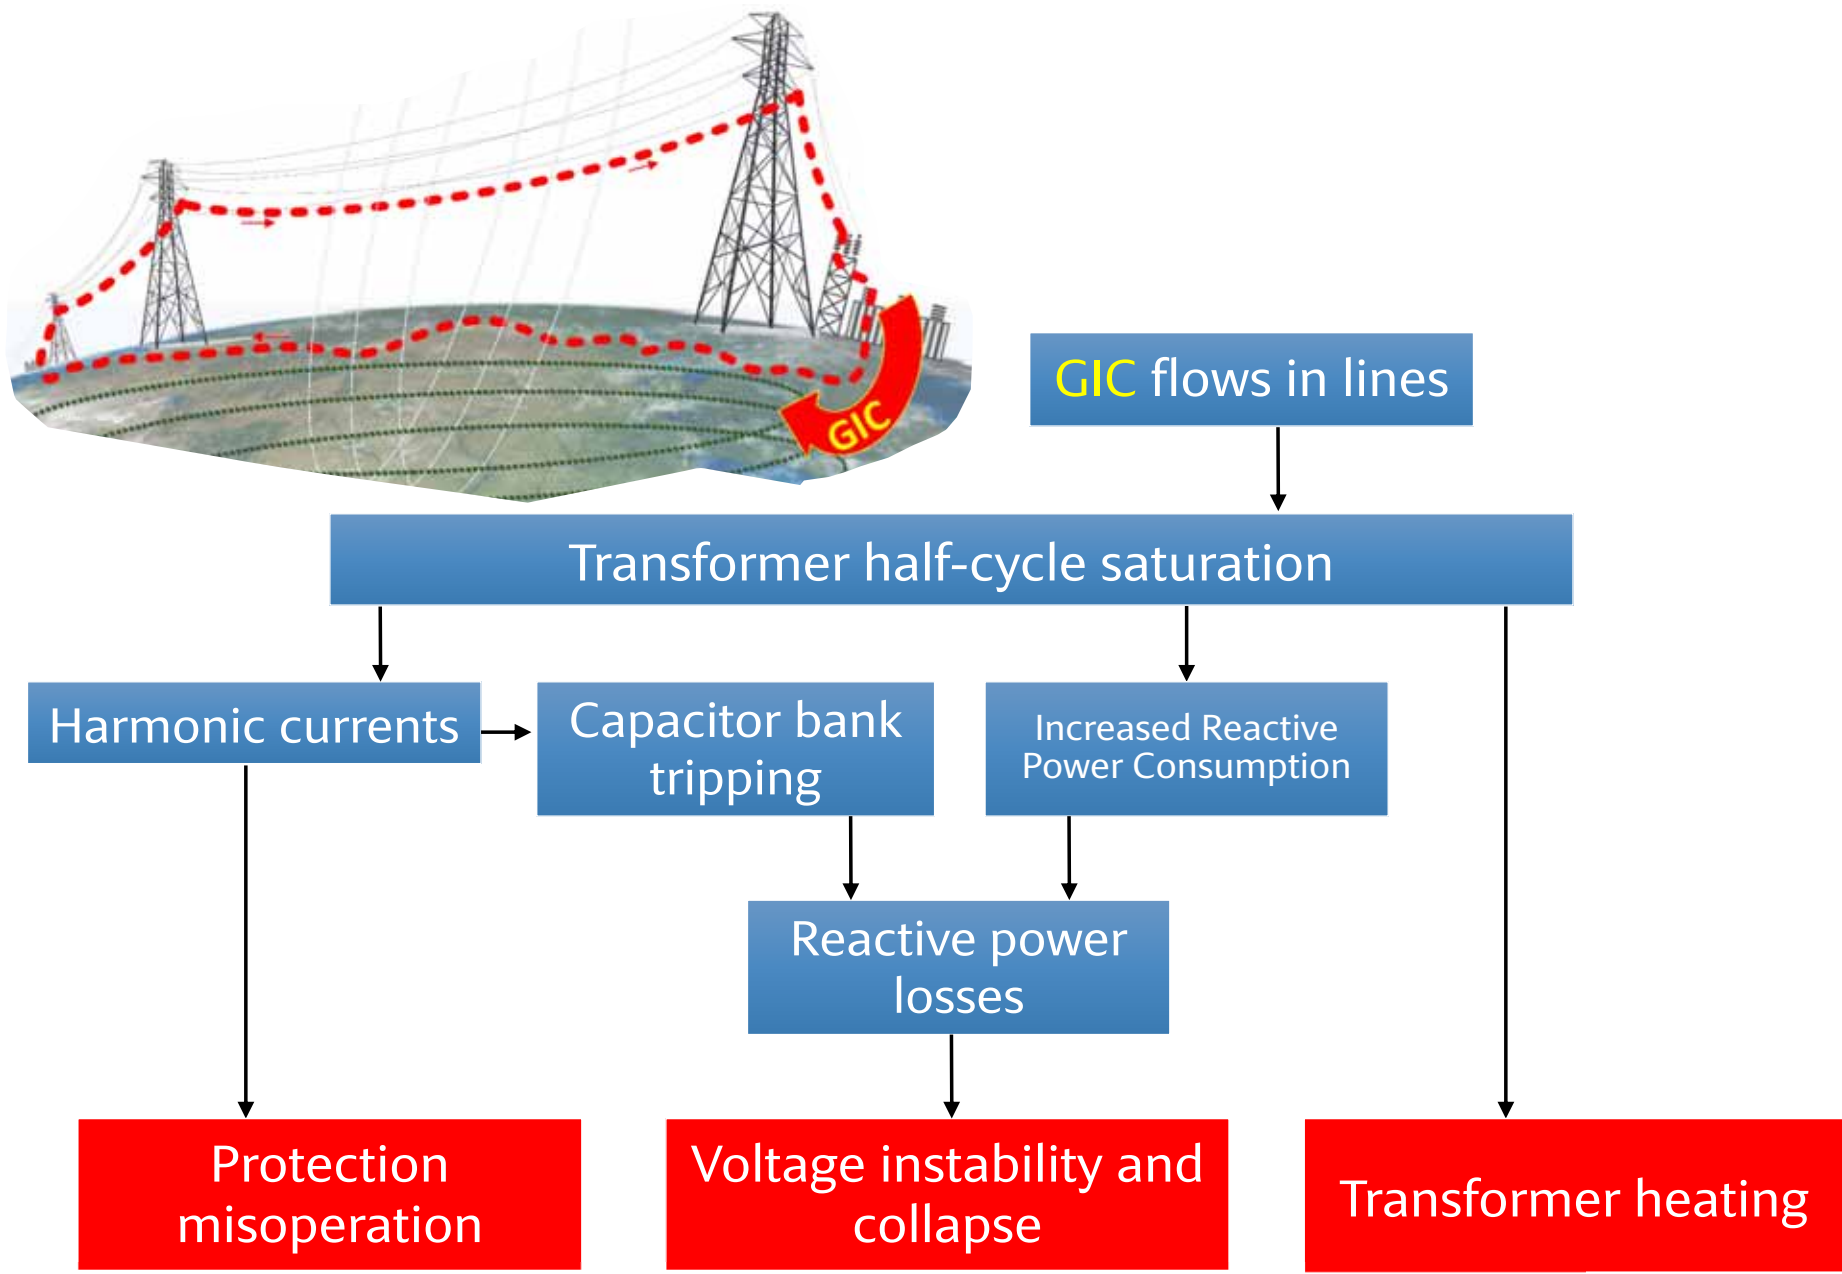 GIC
GIC flows in lines
Transformer half-cycle saturation
Harmonic currents
Capacitor bank
tripping
Increased Reactive
Power Consumption
Reactive power
losses
Protection
misoperation
Voltage instability and
collapse
Transformer heating